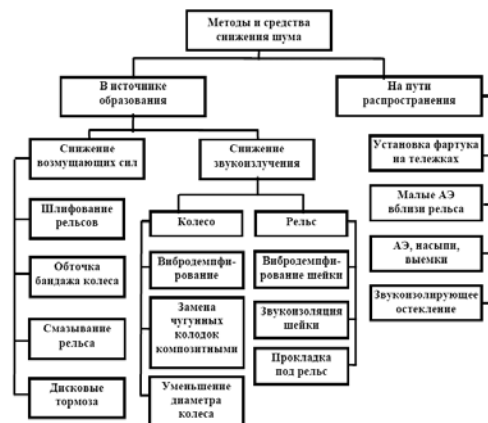 Методы и средства
снижения шума
В источнике
образования
На пути
распространения
Снижение
возмущающих сил
Снижение
звукоизлучения
Установка фартука
на тележках
Шлифование
рельсов
Колесо
Рельс
Малые АЭ
вблизи рельса
Обточка
бандажа колеса
Вибродемпфи-
рование
Вибродемпфи-
рование шейки
АЭ, насыпи,
выемки
Смазывание
рельса
Замена
чугунных
колодок
композитными
Звукоизоляция
шейки
Звукоизолирующее
остекление
Дисковые
тормоза
Уменьшение
диаметра
колеса
Прокладка
под рельс